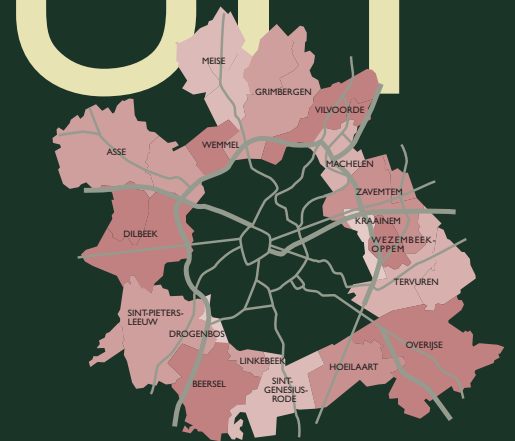 MEISE
GRIMBERGEN
VILVOORDE
WEMMEL
ASSE
MACHELEN
ZAVEMTEM
KRAAINEM
DILBEEK
WEZEMBEEK-
OPPEM
TERVUREN
SINT-PIETERS-
LEEUW
DROGENBOS
OVERIJSE
LINKEBEEK
HOEILAART
BEERSEL
SINT-
GENESIUS-
RODE